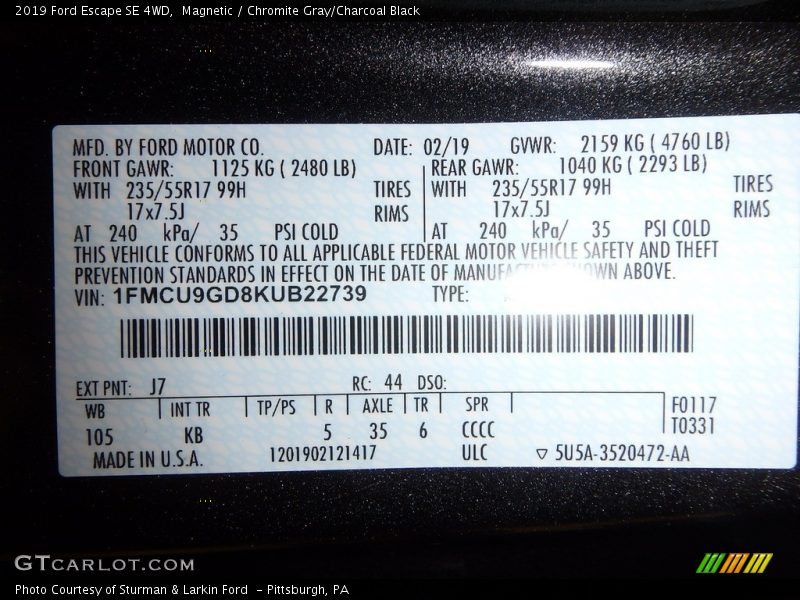 2019 Ford Escape SE 4WD, Magnetic / Chromite Gray/Charcoal Black
MFD. BY FORD MOTOR CO. DATE: 02/19 GVWR: 2159 KG ( 4760 LB)
FRONT GAWR: 1125 KG ( 2480 LB) REAR GAWR: 1040 KG ( 2293 LB)
WITH 235/55R17 99H TIRES WITH 235/55R17 99H TIRES
17x7.5J RIMS 17x7.5J RIMS
AT 240 kPa/ 35 PSI COLD AT 240 kPa/ 35 PSI COLD
THIS VEHICLE CONFORMS TO ALL APPLICABLE FEDERAL MOTOR VEHICLE SAFETY AND THEFT
PREVENTION STANDARDS IN EFFECT ON THE DATE OF ABOVE.
VIN: 1FMCU9GD8KUB22739 TYPE:
EXT PNT: J7 RC: 44 DSO:
WB INT TR TP/PS R AXLE TR SPR F0117
105 KB 5 35 6 CCCC T0331
MADE IN U.S.A. 1201902121417 ULC ▽ 5U5A-3520472-AA
GTCARLOT.COM
Photo Courtesy of Sturman & Larkin Ford - Pittsburgh, PA